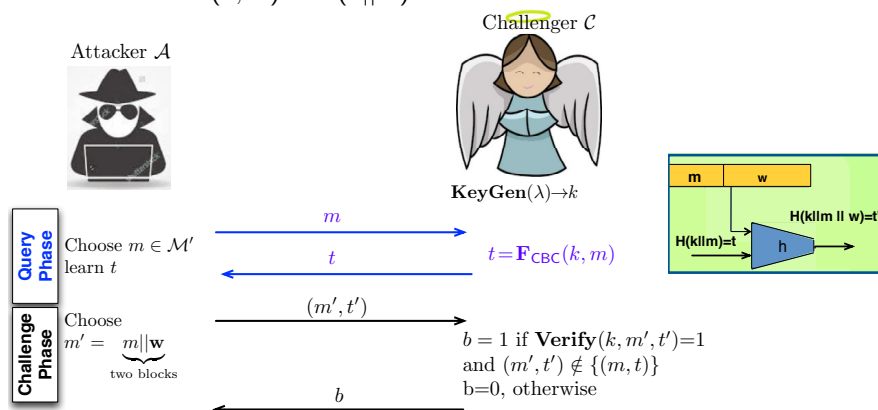 Challenger 𝒞
Attacker 𝒜
KeyGen(λ)→k
m
w
H(k||m || w)=t'
H(k||m)=t
h
Query Phase
Choose m ∈ ℳ′
learn t
m
t
t=F_CBC(k, m)
Challenge Phase
Choose
m′ = m||w
two blocks
(m′, t′)
b = 1 if Verify(k, m′, t′)=1
and (m′, t′) ∉ {(m, t)}
b=0, otherwise
b